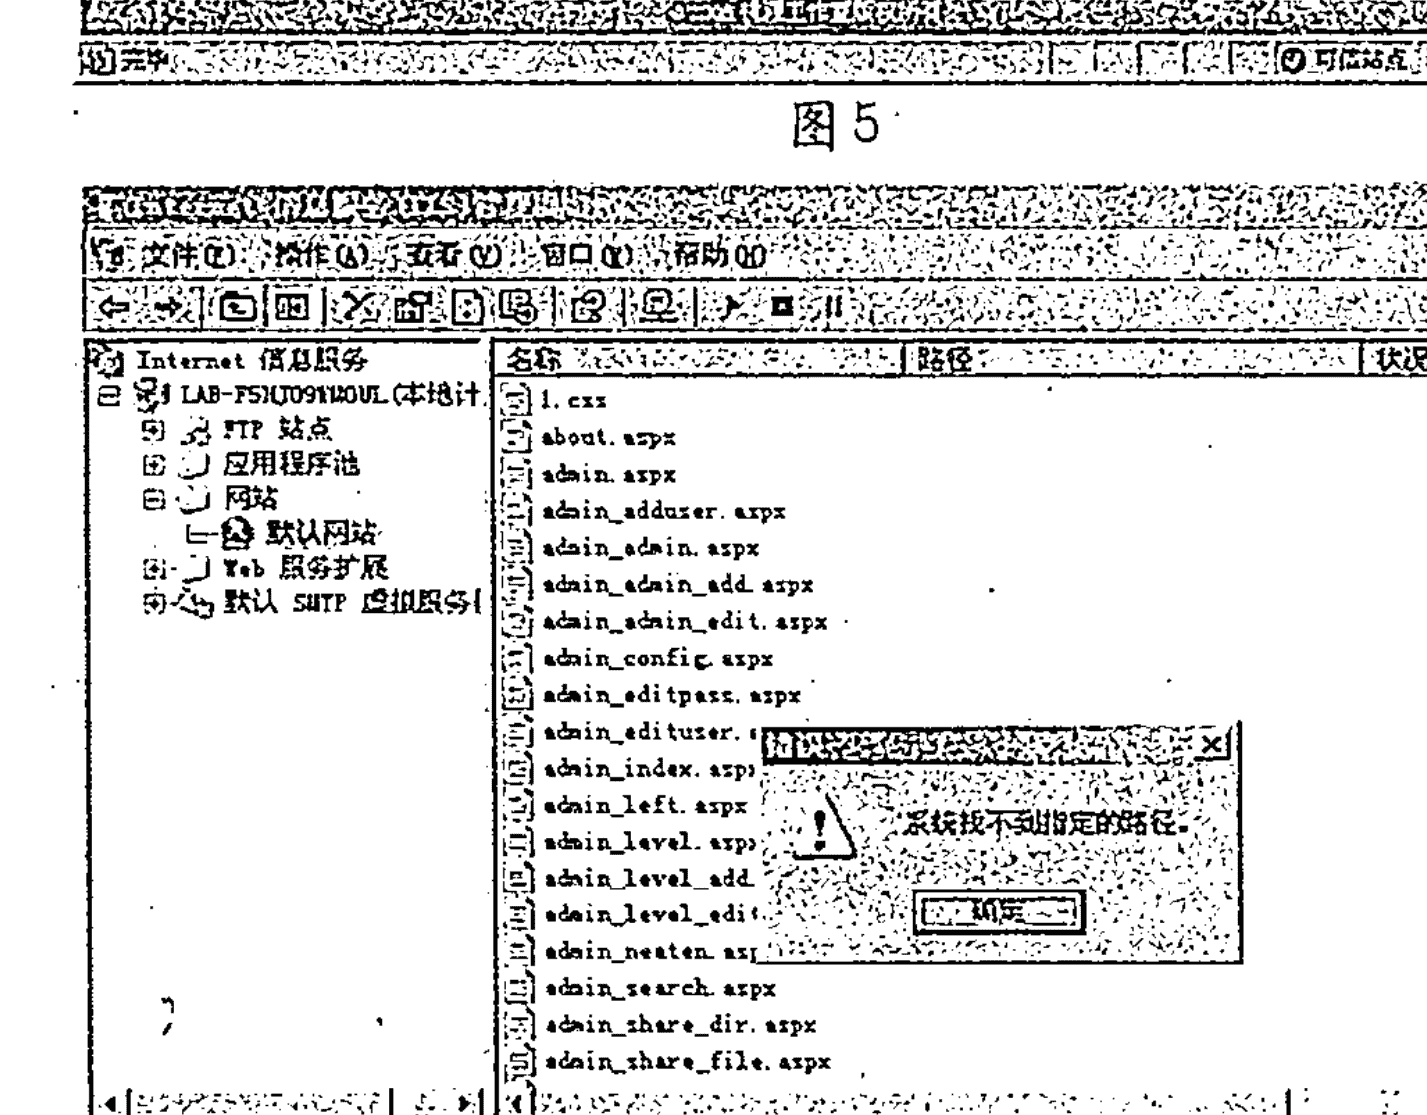 完毕 可信站点
图 5
文件(F) 操作(A) 查看(V) 窗口(W) 帮助(H)
Internet 信息服务
(本地计
FTP 站点
应用程序池
网站
默认网站
Web 服务扩展
默认 SMTP 虚拟服务
名称 路径 状况
1.css
about.aspx
admin.aspx
admin_adduser.aspx
admin_admin.aspx
admin_admin_add.aspx
admin_admin_edit.aspx
admin_config.aspx
admin_editpass.aspx
admin_edituser.
admin_index.asp
admin_left.aspx
admin_level.asp
admin_level_add
admin_level_edit
admin_neaten.asp
admin_search.aspx
admin_share_dir.aspx
admin_share_file.aspx
系统找不到指定的路径。
确定